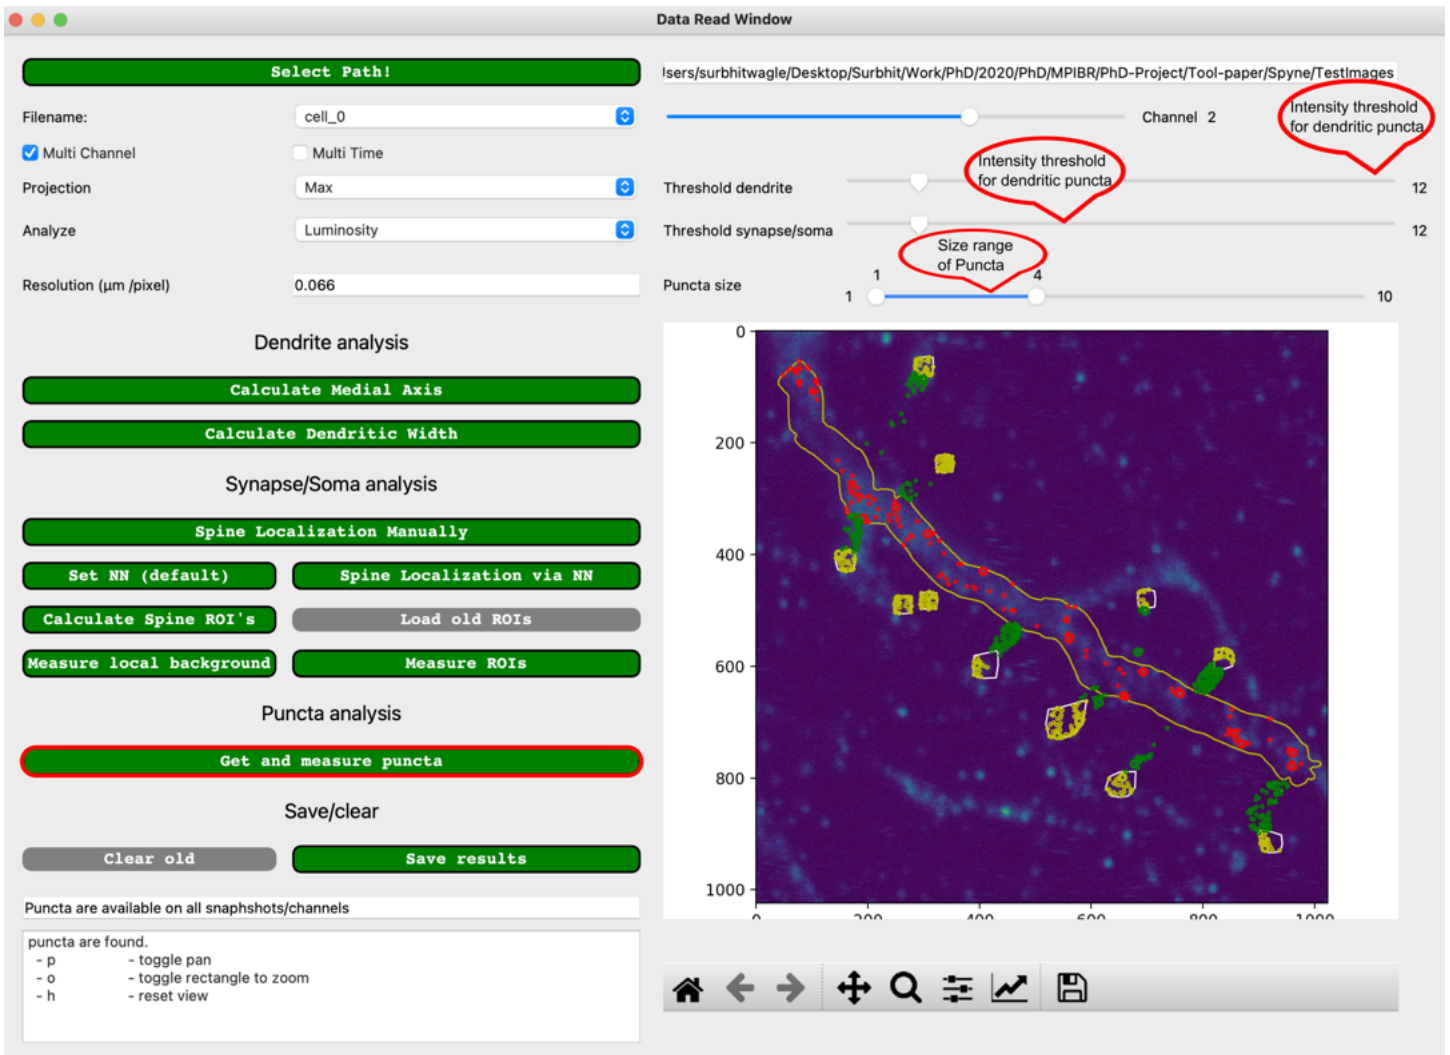 Data Read Window
Select Path!
Jsers/surbhitwagle/Desktop/Surbhit/Work/PhD/2020/PhD/MPIBR/PhD-Project/Tool-paper/Spyne/TestImages
Filename:
cell_0
Channel 2
Intensity threshold
for dendritic puncta
Multi Channel
Multi Time
Intensity threshold
for dendritic puncta
Projection
Max
Threshold dendrite
12
Analyze
Luminosity
Threshold synapse/soma
12
Size range
of Puncta
Resolution (µm /pixel)
0.066
Puncta size
1
1
4
10
Dendrite analysis
Calculate Medial Axis
Calculate Dendritic Width
Synapse/Soma analysis
Spine Localization Manually
Set NN (default)
Spine Localization via NN
Calculate Spine ROI's
Load old ROIs
Measure local background
Measure ROIs
Puncta analysis
Get and measure puncta
Save/clear
Clear old
Save results
Puncta are available on all snaphshots/channels
puncta are found.
- p - toggle pan
- o - toggle rectangle to zoom
- h - reset view
0
200
400
600
800
1000
0 200 400 600 800 1000